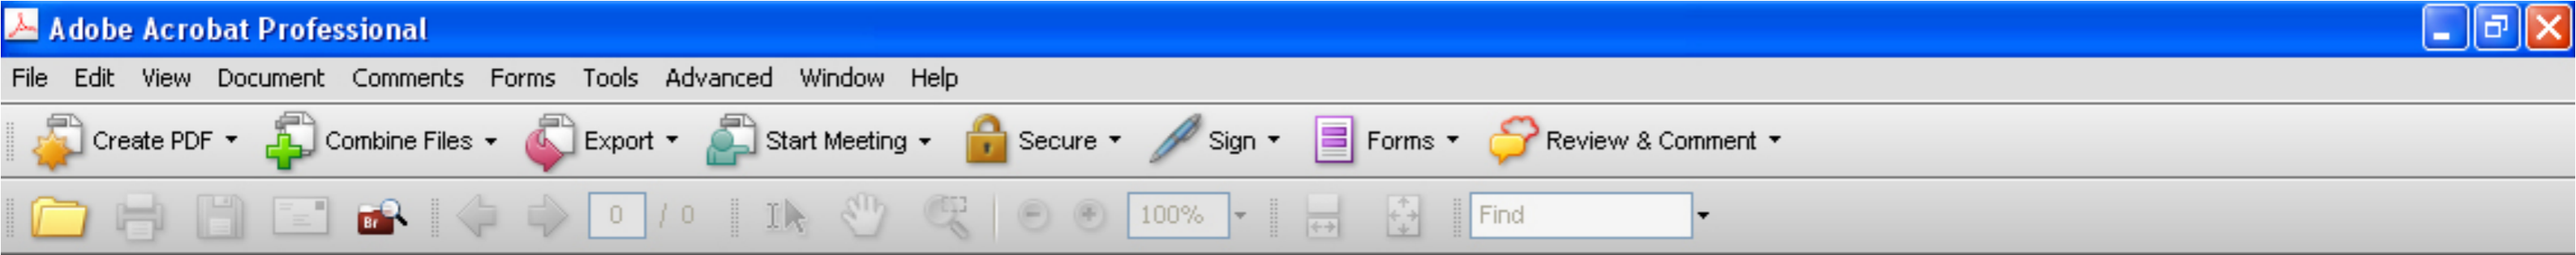 Adobe Acrobat Professional
File Edit View Document Comments Forms Tools Advanced Window Help
Create PDF Combine Files Export Start Meeting Secure Sign Forms Review & Comment
Br 0 / 0 100% Find